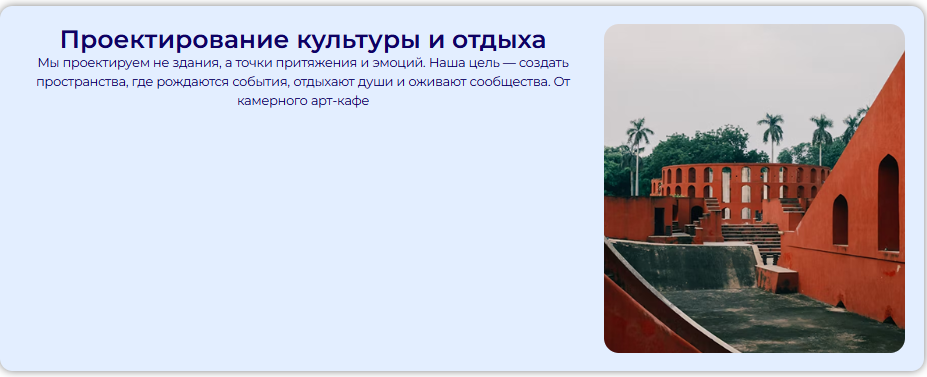 Проектирование культуры и отдыха
Мы проектируем не здания, а точки притяжения и эмоций. Наша цель — создать
пространства, где рождаются события, отдыхают души и оживают сообщества. От
камерного арт-кафе